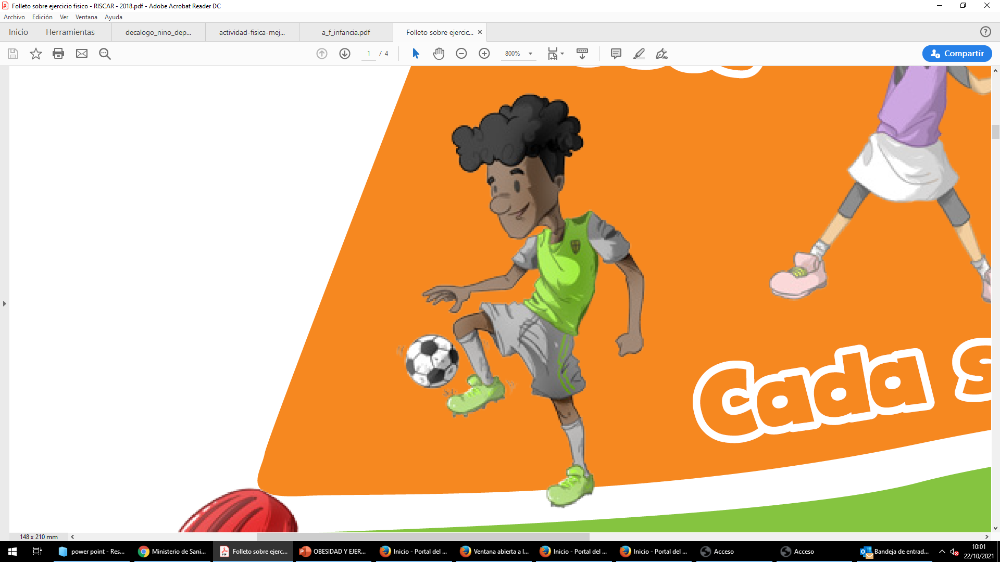 Folleto sobre ejercicio fisico - RISCAR - 2018.pdf - Adobe Acrobat Reader DC
Archivo Edición Ver Ventana Ayuda
Inicio Herramientas decalogo_nino_dep... actividad-fisica-mej... a_f_infancia.pdf Folleto sobre ejercic... ×
1 / 4 800% Compartir
Cada s
148 x 210 mm
power point - Res... Ministerio de Sani... Folleto sobre ejerc... OBESIDAD Y EJER... Inicio - Portal del ... Ventana abierta a l... Inicio - Portal del ... Inicio - Portal del ... Acceso Acceso Bandeja de entrad... 10:01
22/10/2021